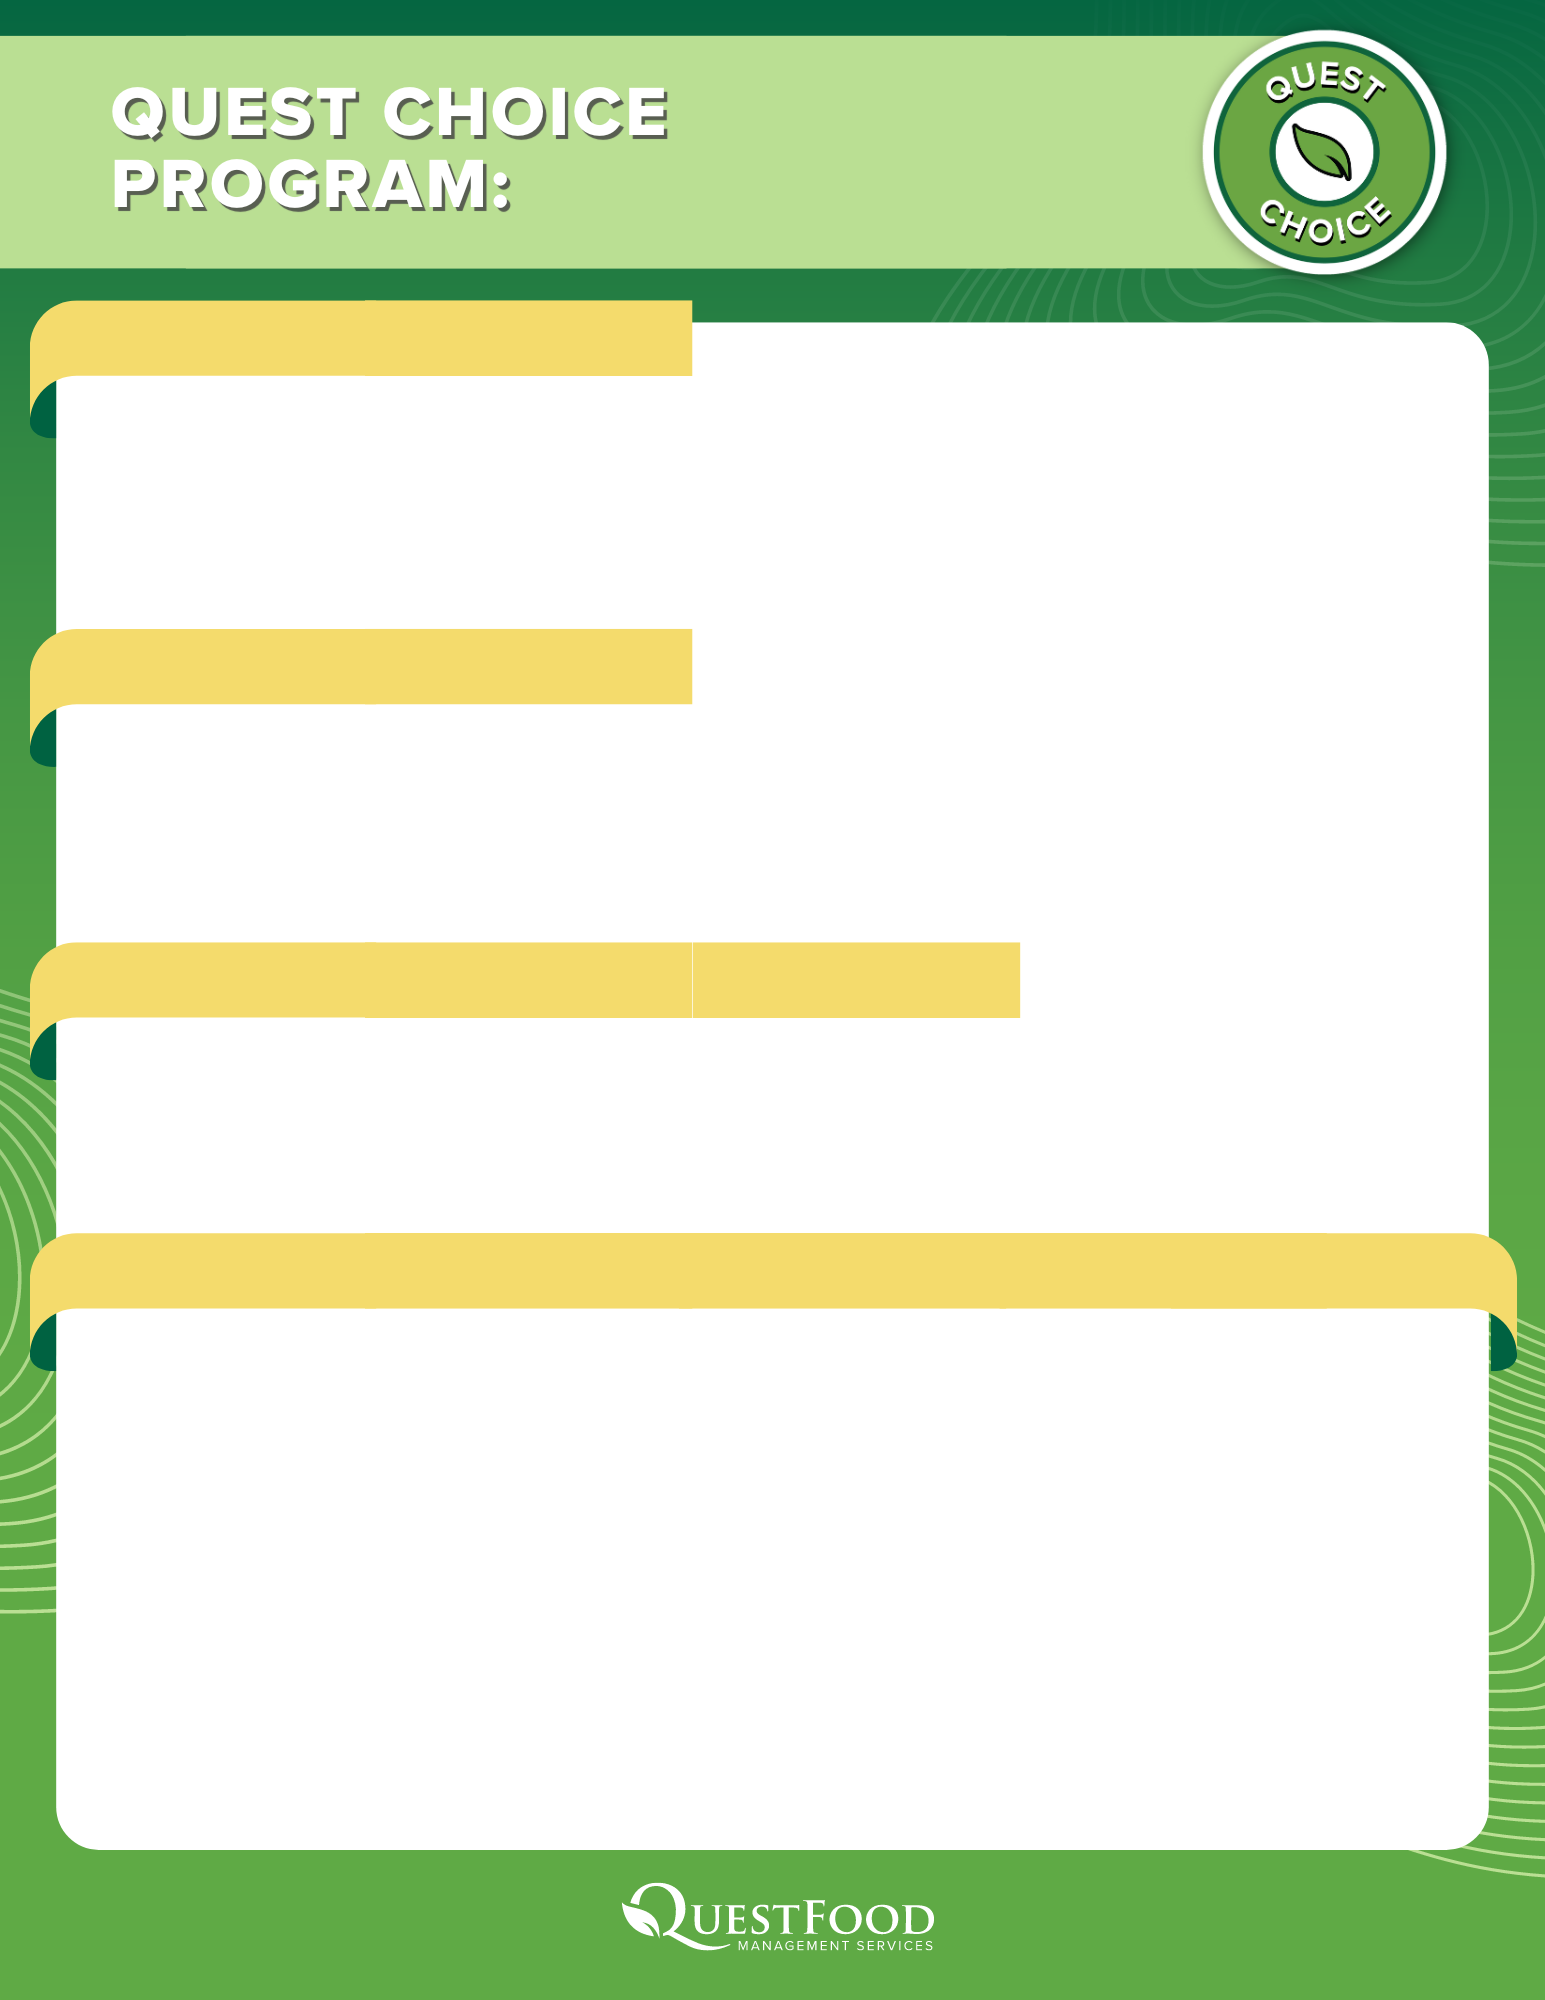 QUEST CHOICE
PROGRAM:
QUEST
CHOICE
QUESTFOOD
MANAGEMENT SERVICES